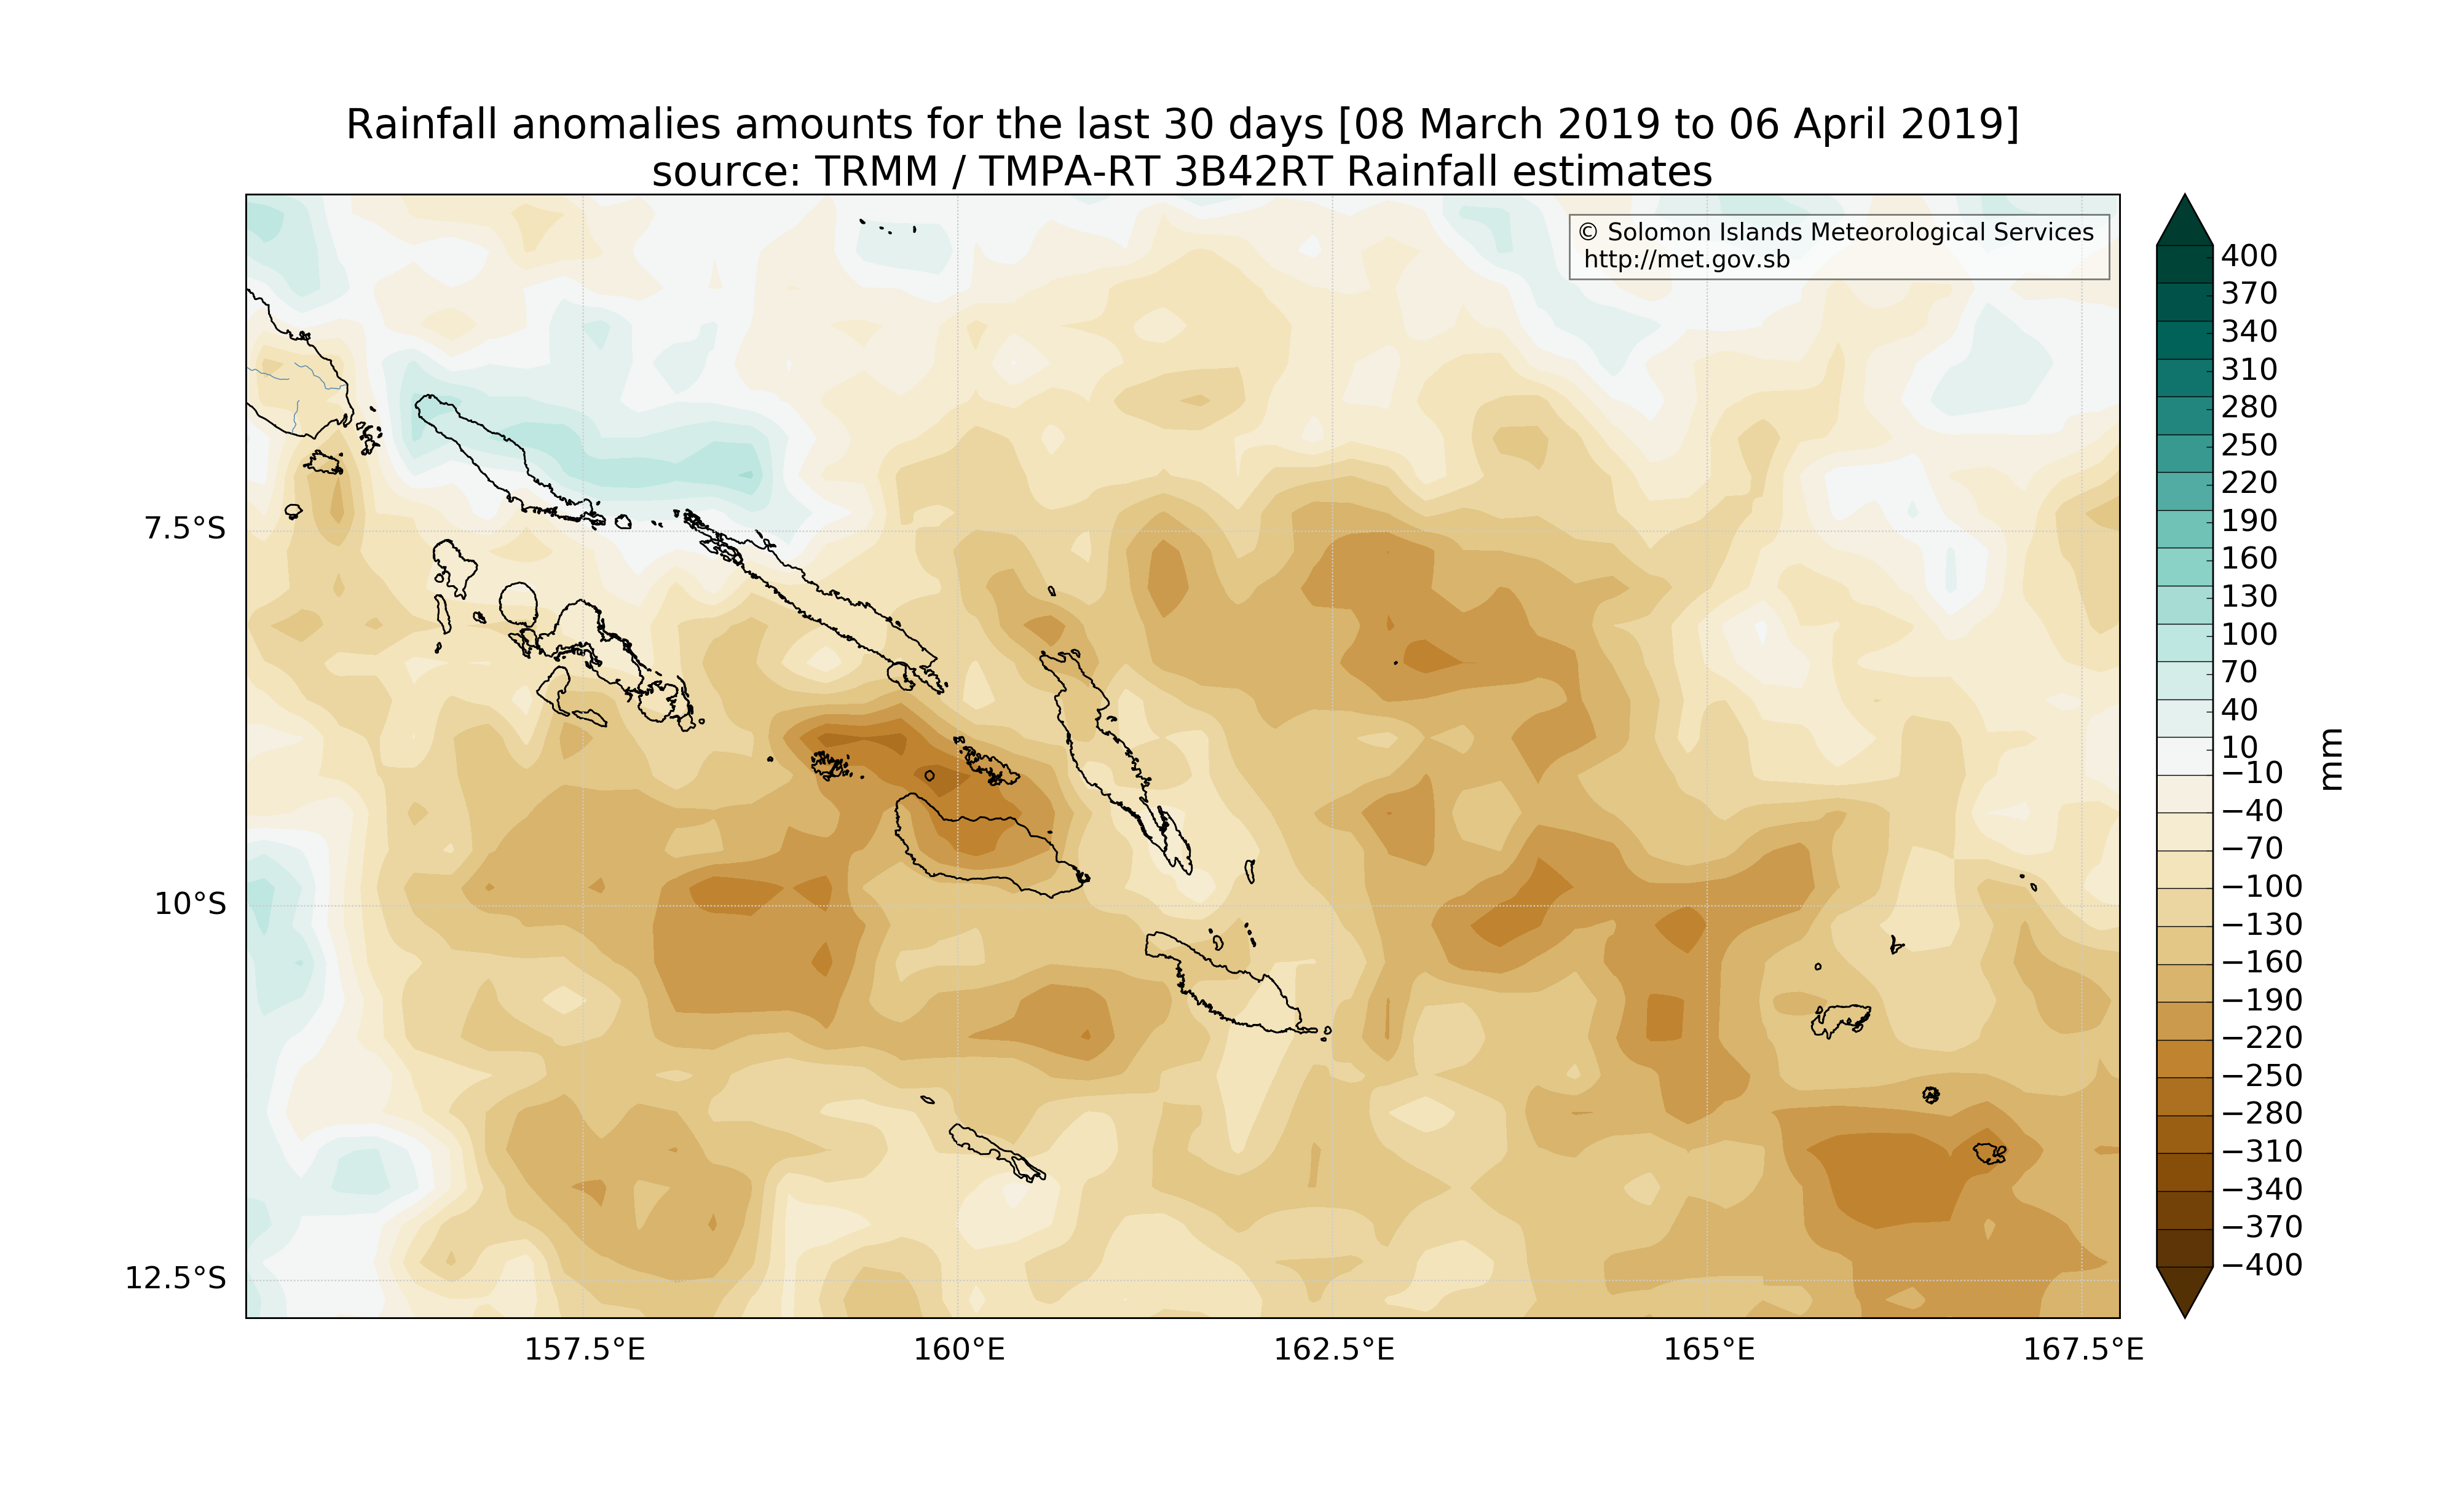 Rainfall anomalies amounts for the last 30 days [08 March 2019 to 06 April 2019]
source: TRMM / TMPA-RT 3B42RT Rainfall estimates
© Solomon Islands Meteorological Services
http://met.gov.sb
7.5°S
10°S
12.5°S
157.5°E
160°E
162.5°E
165°E
167.5°E
400
370
340
310
280
250
220
190
160
130
100
70
40
10
−10
−40
−70
−100
−130
−160
−190
−220
−250
−280
−310
−340
−370
−400
mm